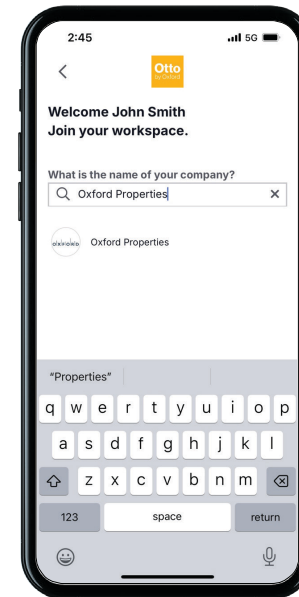 2:45
5G
Otto
by Oxford
Welcome John Smith
Join your workspace.
What is the name of your company?
Oxford Properties
Oxford Properties
“Properties”
q w e r t y u i o p
a s d f g h j k l
z x c v b n m
123 space return